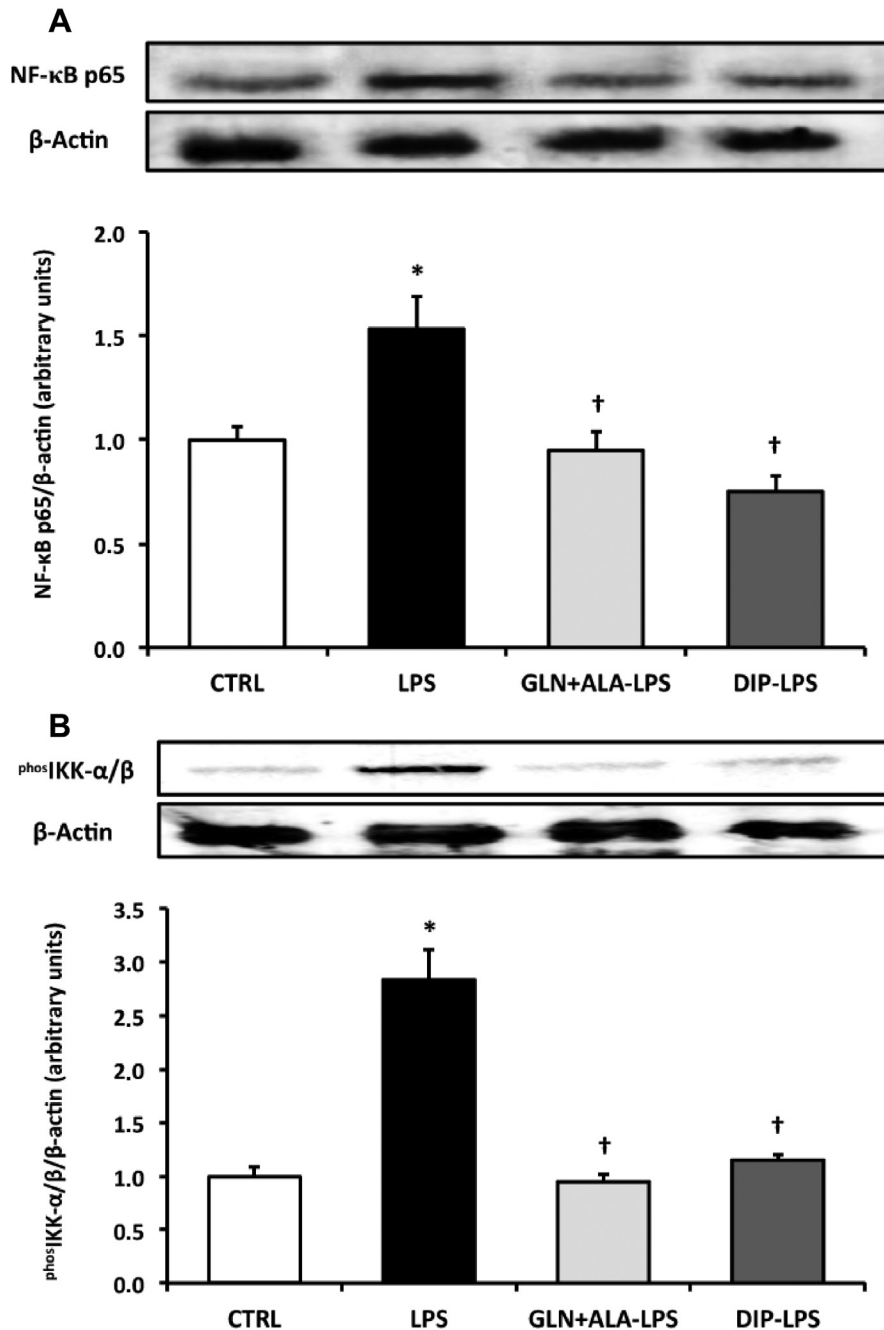 A
NF-κB p65
β-Actin
NF-κB p65/β-actin (arbitrary units)
2.0
1.5
1.0
0.5
0.0
*
†
†
CTRL LPS GLN+ALA-LPS DIP-LPS
B
phosIKK-α/β
β-Actin
phosIKK-α/β/β-actin (arbitrary units)
3.5
3.0
2.5
2.0
1.5
1.0
0.5
0.0
*
†
†
CTRL LPS GLN+ALA-LPS DIP-LPS